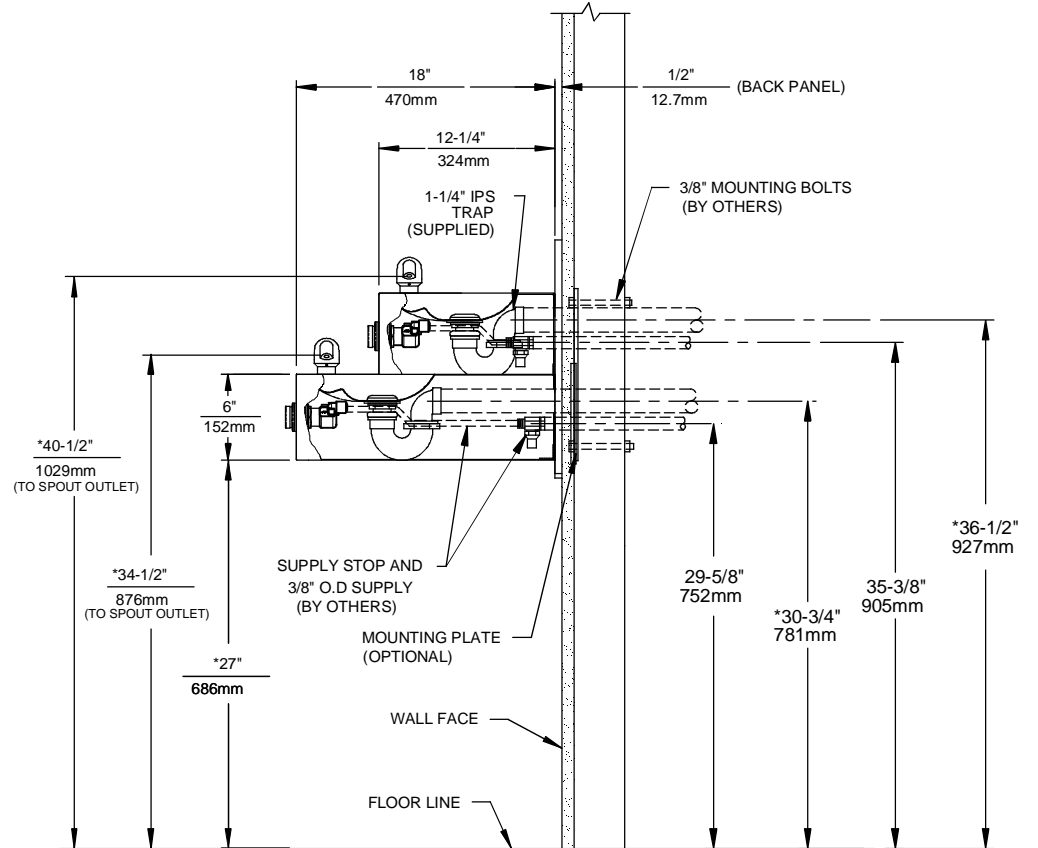 18"
470mm
1/2"
12.7mm
(BACK PANEL)
12-1/4"
324mm
1-1/4" IPS
TRAP
(SUPPLIED)
3/8" MOUNTING BOLTS
(BY OTHERS)
6"
152mm
*40-1/2"
1029mm
(TO SPOUT OUTLET)
*34-1/2"
876mm
(TO SPOUT OUTLET)
*27"
686mm
SUPPLY STOP AND
3/8" O.D SUPPLY
(BY OTHERS)
MOUNTING PLATE
(OPTIONAL)
WALL FACE
FLOOR LINE
29-5/8"
752mm
*30-3/4"
781mm
35-3/8"
905mm
*36-1/2"
927mm